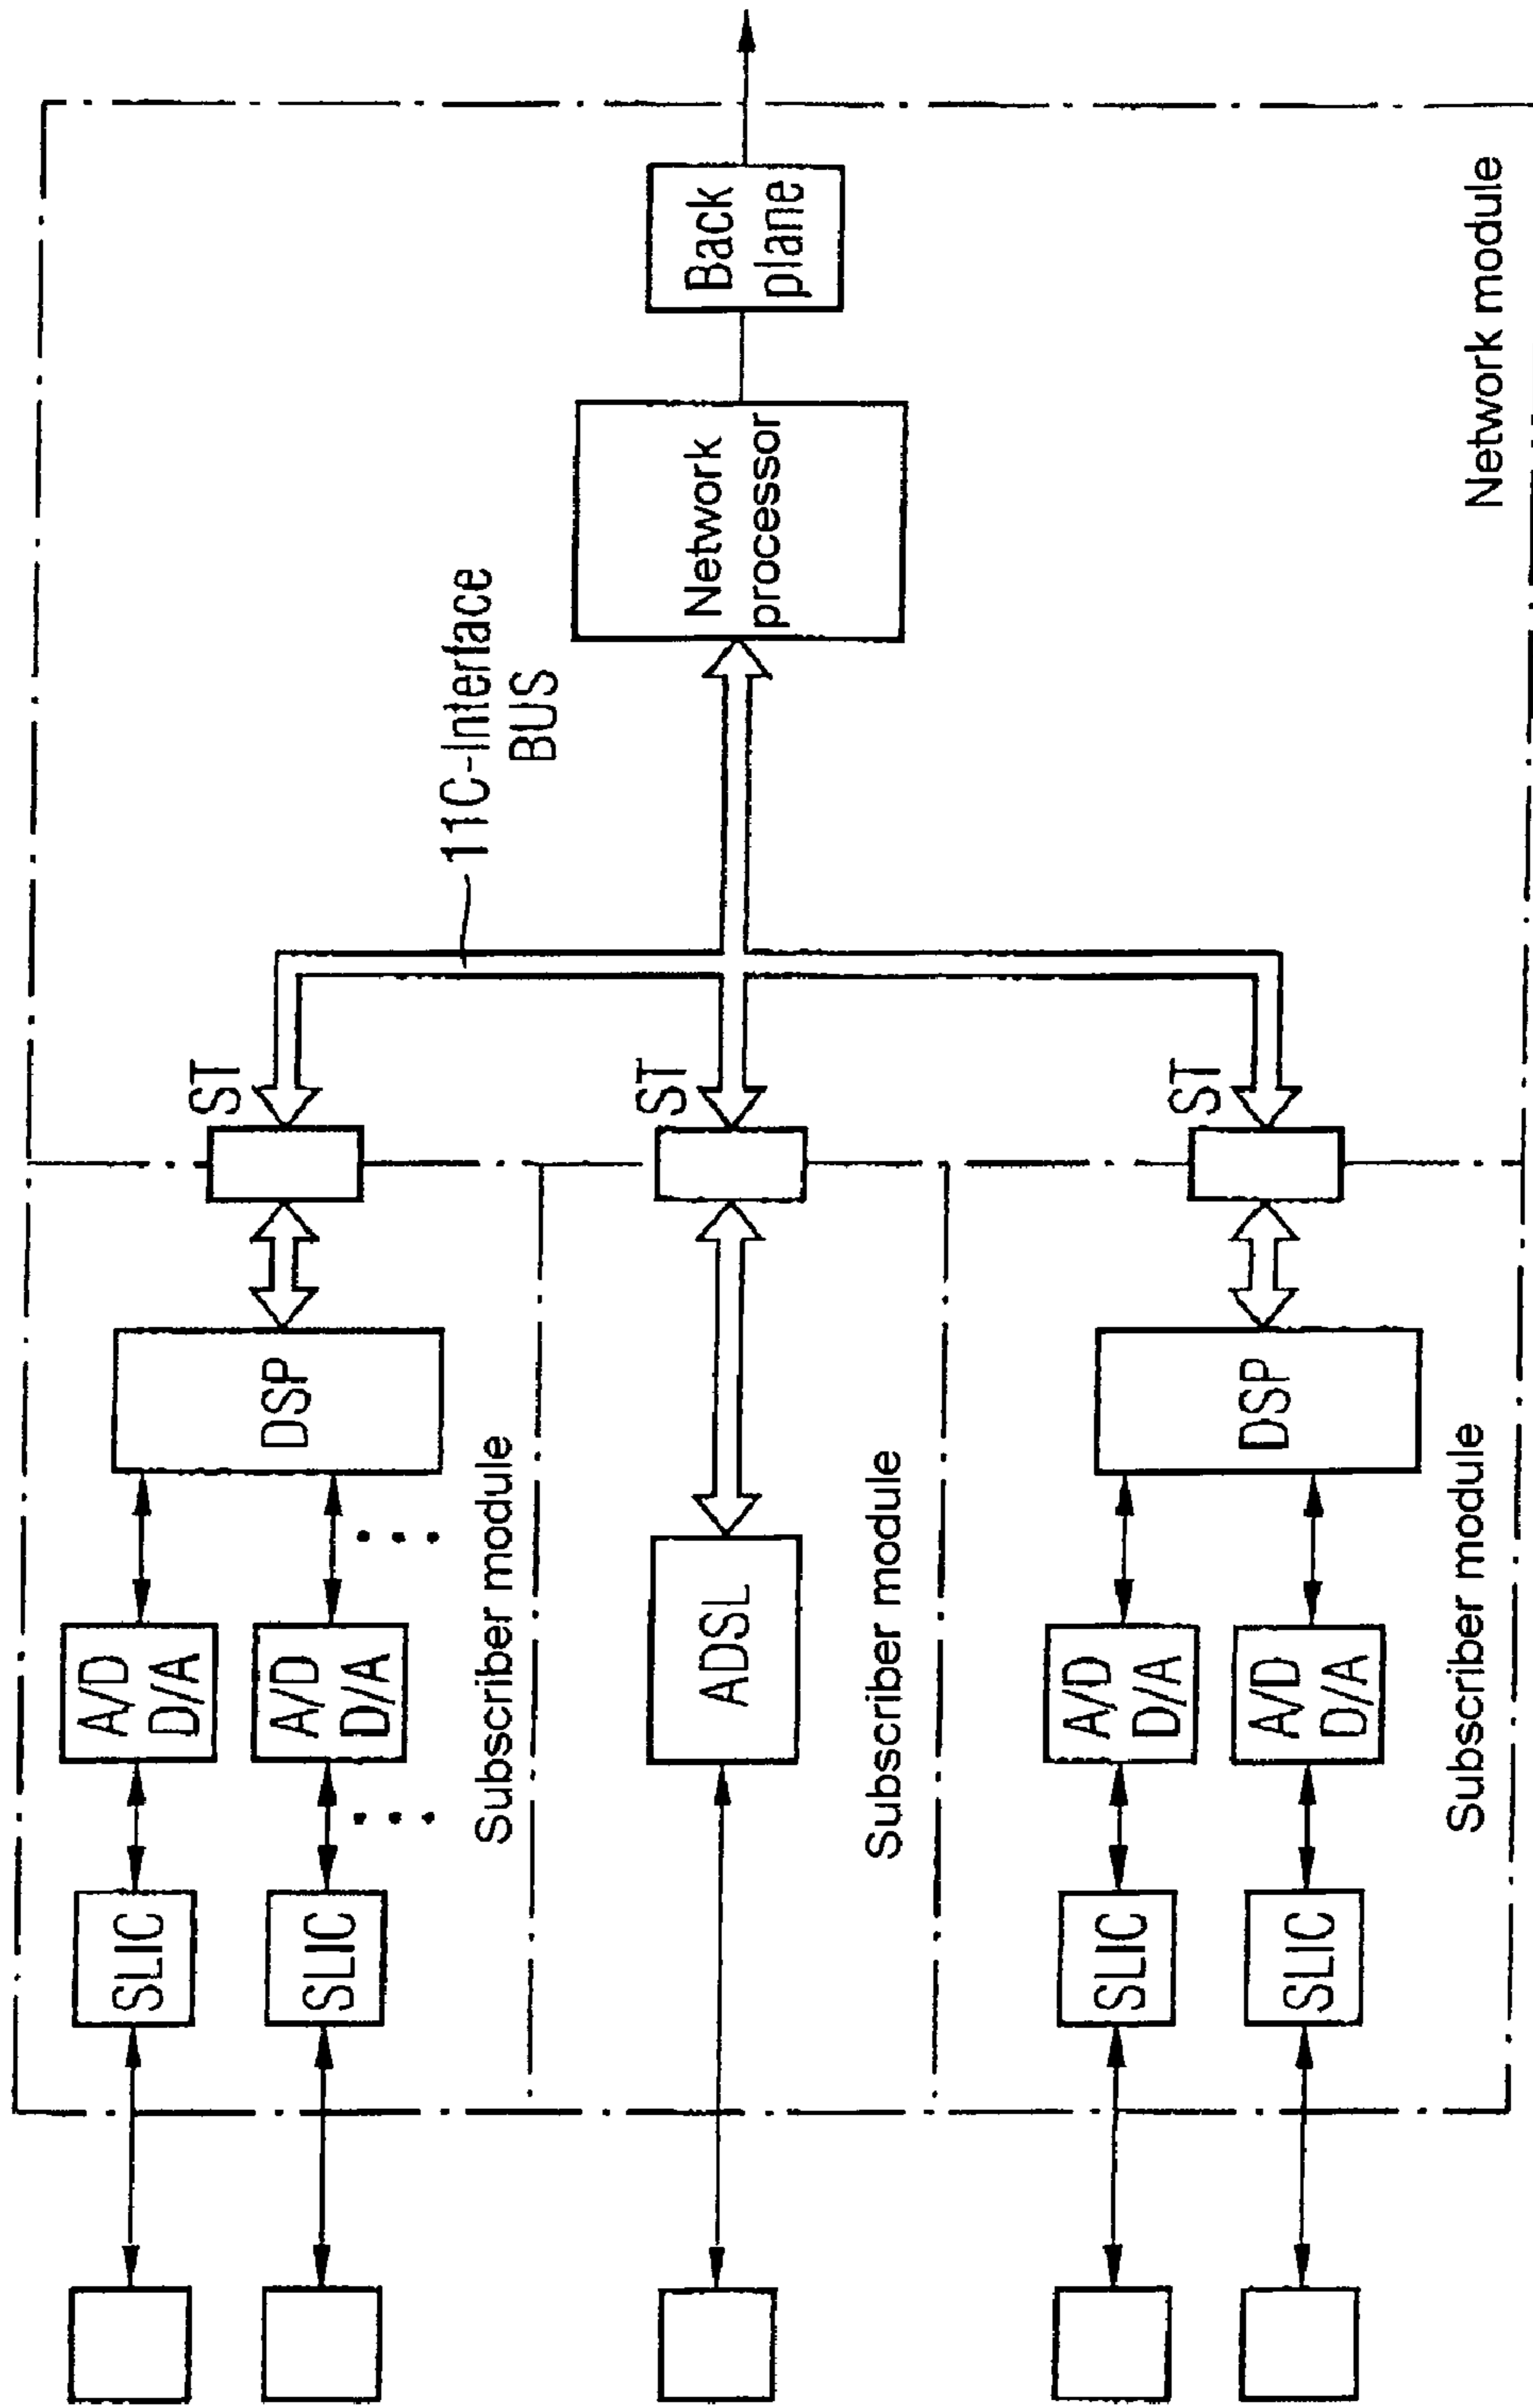 SLIC
A/D
D/A
DSP
ST
SLIC
A/D
D/A
Subscriber module
11C-Interface
BUS
ADSL
ST
Network
processor
Back
plane
Subscriber module
SLIC
A/D
D/A
DSP
ST
SLIC
A/D
D/A
Subscriber module
Network module